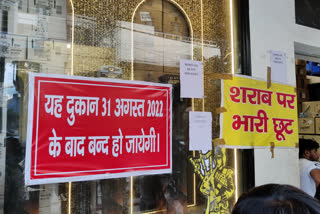 यह दुकान 31 अगस्त 2022
के बाद बन्द हो जायेगी।
शराब पर
भारी छूट